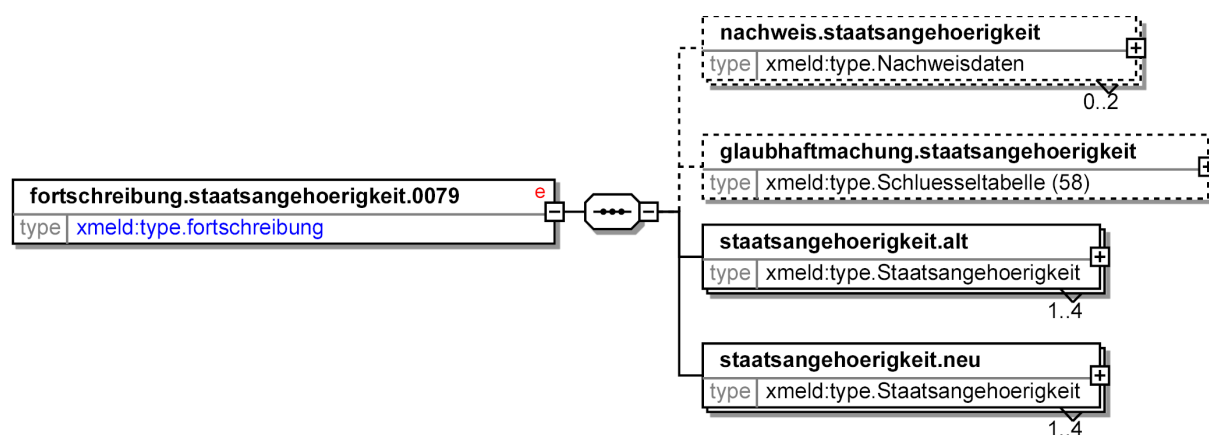 fortschreibung.staatsangehoerigkeit.0079 e
type xmeld:type.fortschreibung
nachweis.staatsangehoerigkeit
type xmeld:type.Nachweisdaten
0..2
glaubhaftmachung.staatsangehoerigkeit
type xmeld:type.Schluesseltabelle (58)
staatsangehoerigkeit.alt
type xmeld:type.Staatsangehoerigkeit
1..4
staatsangehoerigkeit.neu
type xmeld:type.Staatsangehoerigkeit
1..4